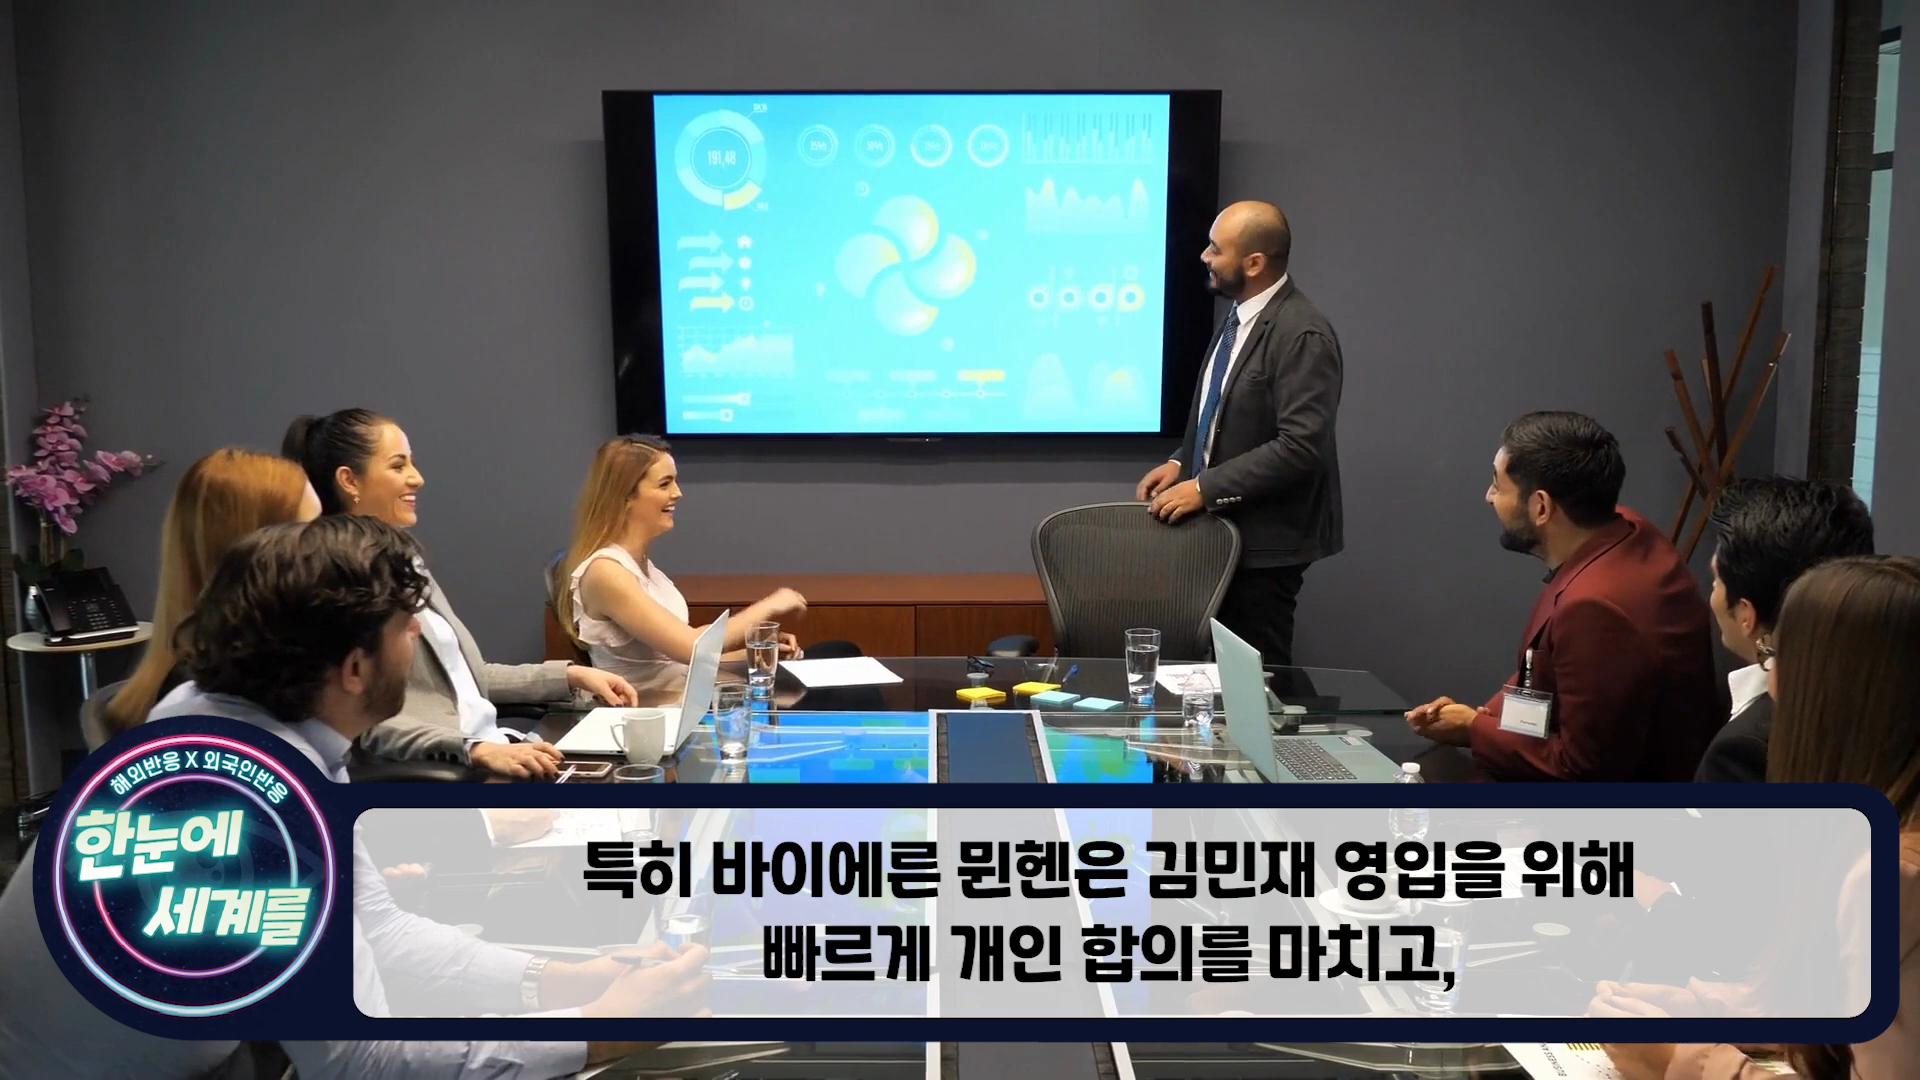 191,48
해외반응 X 외국인반응
한눈에
세계를
특히 바이에른 뮌헨은 김민재 영입을 위해
빠르게 개인 합의를 마치고,